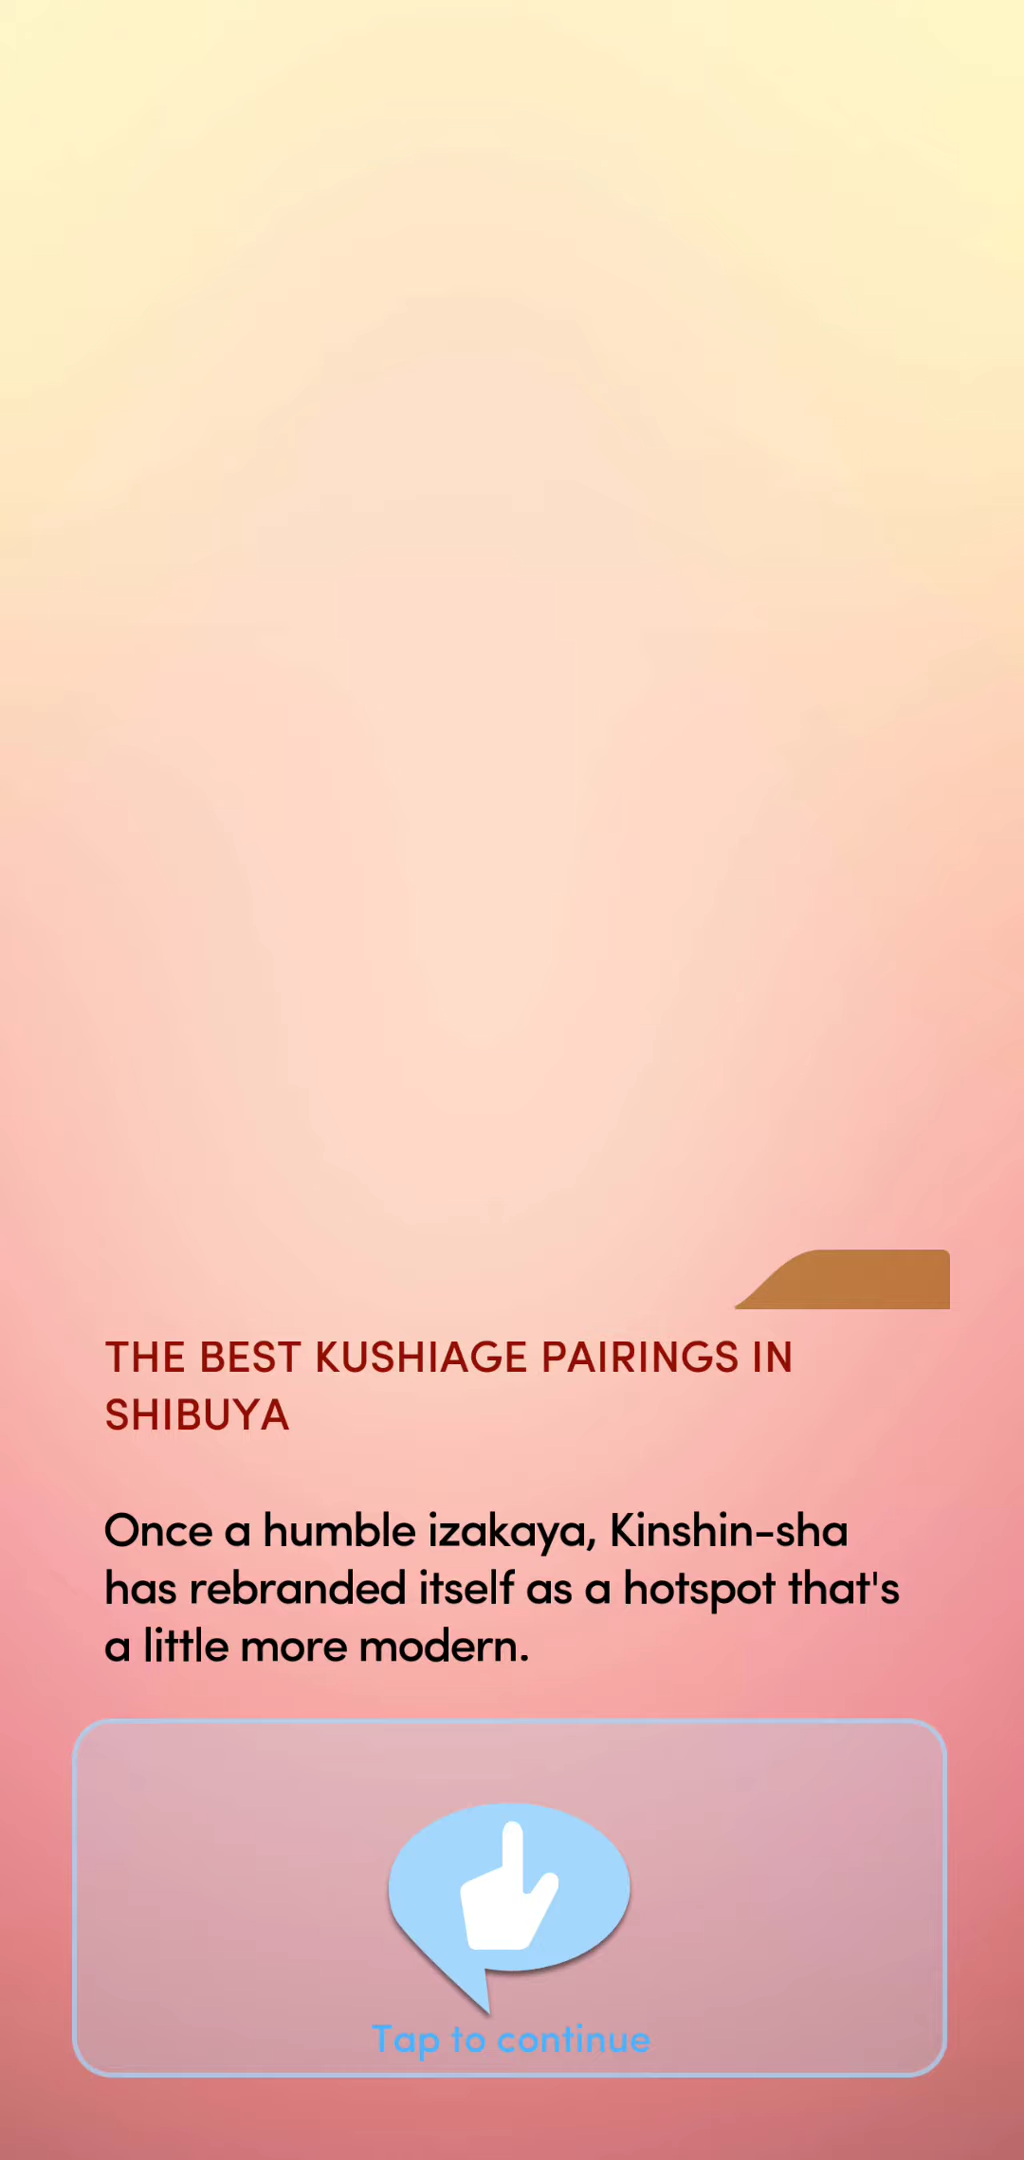 THE BEST KUSHIAGE PAIRINGS IN
SHIBUYA
Once a humble izakaya, Kinshin-sha
has rebranded itself as a hotspot that's
a little more modern.
Tap to continue